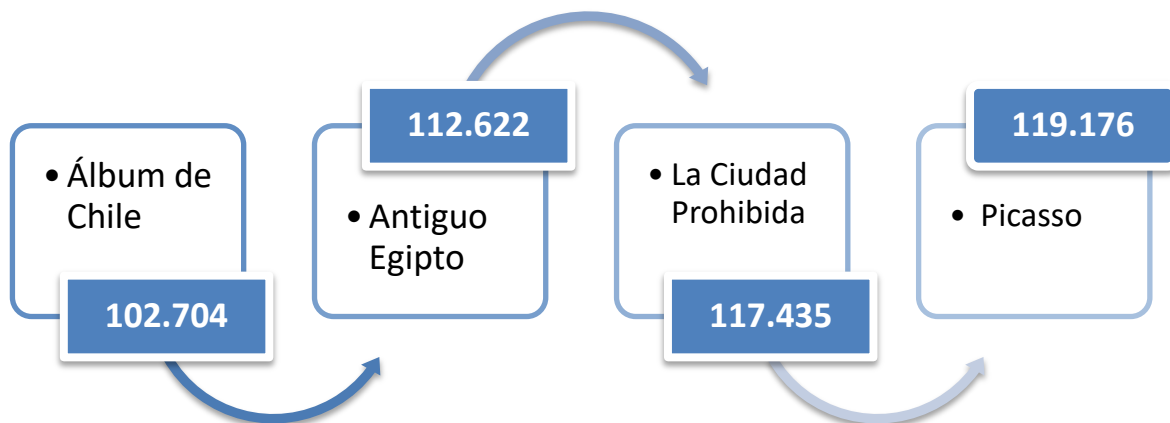 • Álbum de
Chile
102.704
112.622
• Antiguo
Egipto
• La Ciudad
Prohibida
117.435
119.176
• Picasso